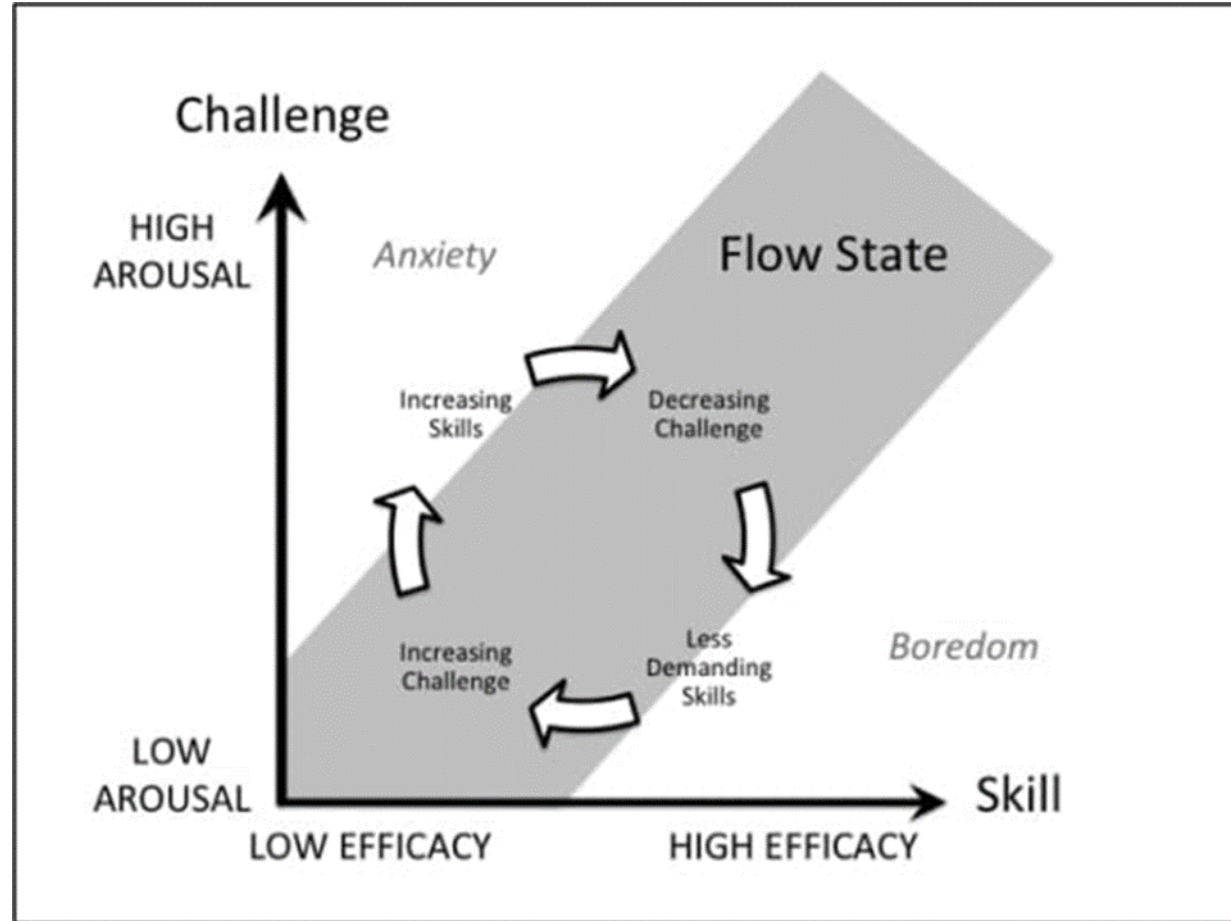 Challenge
HIGH
AROUSAL
Anxiety
Flow State
Increasing
Skills
Decreasing
Challenge
Increasing
Challenge
Less
Demanding
Skills
Boredom
LOW
AROUSAL
Skill
LOW EFFICACY
HIGH EFFICACY